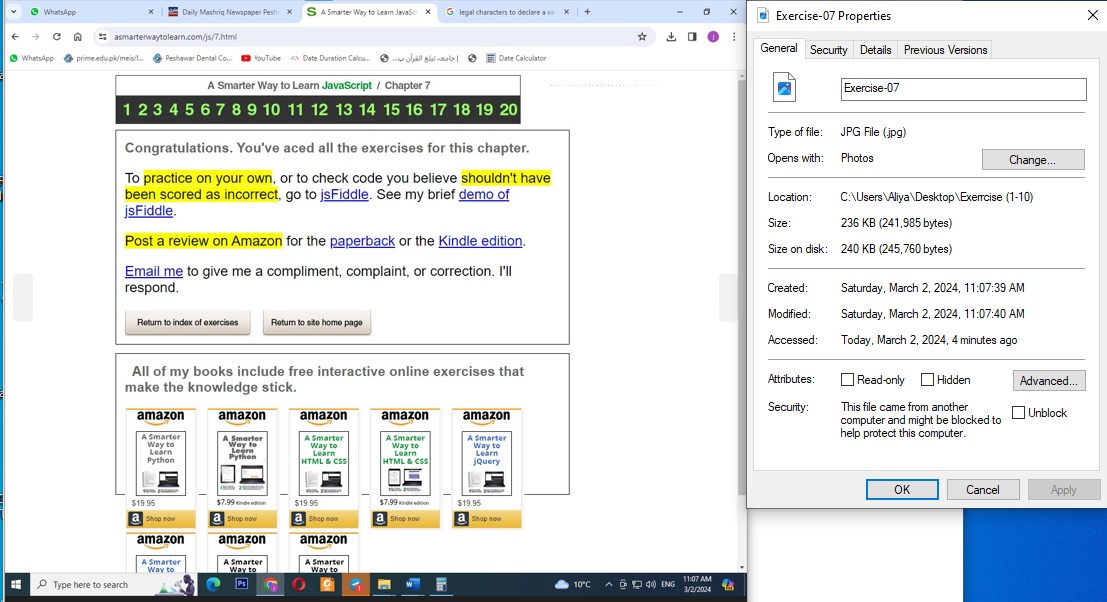 WhatsApp
Daily Mashriq Newspaper Pesh
A Smarter Way to Learn JavaSc
legal characters to declare a va
asmarterwaytolearn.com/js/7.html
WhatsApp
prime.edu.pk/meis/l...
Peshawar Dental Co...
YouTube
Date Duration Calcu...
جامعہ تبلغ القرآن پ...
Date Calculator
A Smarter Way to Learn JavaScript / Chapter 7
1 2 3 4 5 6 7 8 9 10 11 12 13 14 15 16 17 18 19 20
Congratulations. You've aced all the exercises for this chapter.
To practice on your own, or to check code you believe shouldn't have
been scored as incorrect, go to jsFiddle. See my brief demo of
jsFiddle.
Post a review on Amazon for the paperback or the Kindle edition.
Email me to give me a compliment, complaint, or correction. I'll
respond.
Return to index of exercises
Return to site home page
All of my books include free interactive online exercises that
make the knowledge stick.
amazon
A Smarter
Way to
Learn
Python
$19.95
Shop now
amazon
A Smarter
Way to
Learn
Python
$7.99 Kindle edition
Shop now
amazon
A Smarter
Way to
Learn
HTML & CSS
$19.95
Shop now
amazon
A Smarter
Way to
Learn
HTML & CSS
$7.99 Kindle edition
Shop now
amazon
A Smarter
Way to
Learn
jQuery
$19.95
Shop now
amazon
A Smarter
Way to
amazon
A Smarter
Way to
amazon
A Smarter
Way to
Type here to search
10°C
ENG
11:07 AM
3/2/2024
Exercise-07 Properties
General
Security
Details
Previous Versions
Exercise-07
Type of file:
JPG File (.jpg)
Opens with:
Photos
Change...
Location:
C:\Users\Aliya\Desktop\Exerrcise (1-10)
Size:
236 KB (241,985 bytes)
Size on disk:
240 KB (245,760 bytes)
Created:
Saturday, March 2, 2024, 11:07:39 AM
Modified:
Saturday, March 2, 2024, 11:07:40 AM
Accessed:
Today, March 2, 2024, 4 minutes ago
Attributes:
Read-only
Hidden
Advanced...
Security:
This file came from another
computer and might be blocked to
help protect this computer.
Unblock
OK
Cancel
Apply